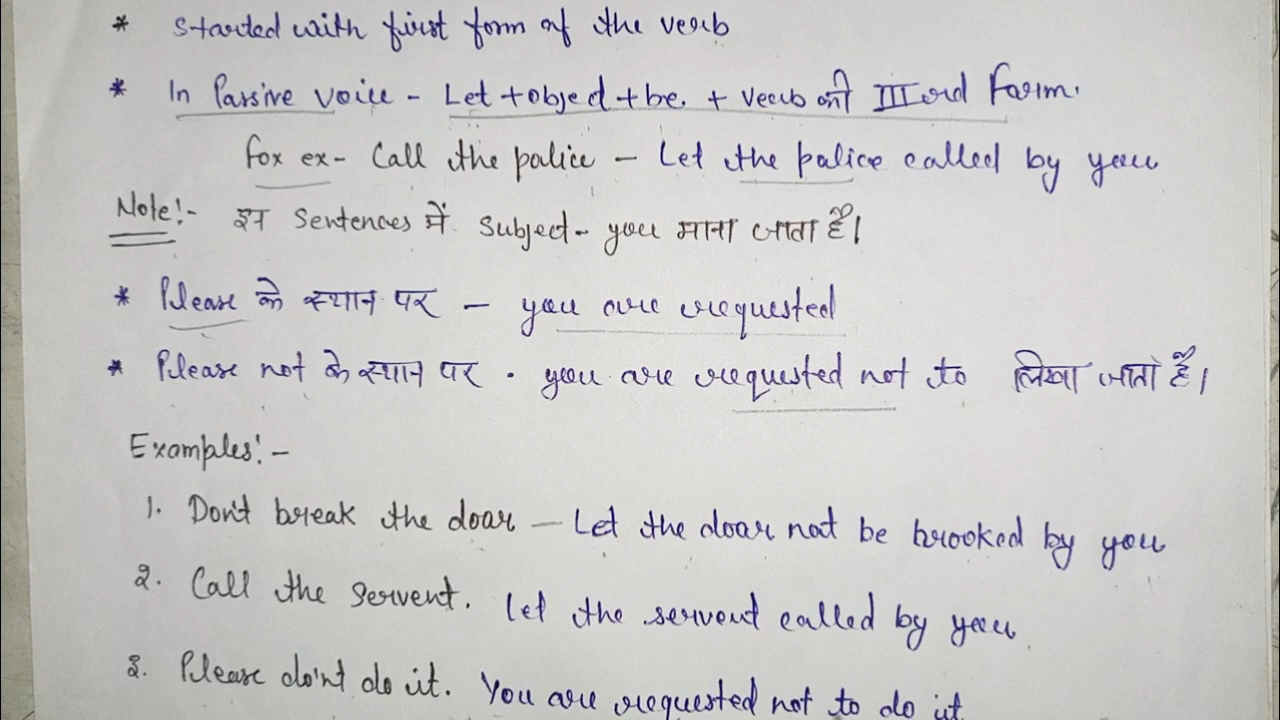 * Started with first form of the verb
* In Passive voice - Let + object + be. + verb की IIIrd Form.
for ex- Call the police - Let the police called by you
Note!- इन Sentences में Subject- you माना जाता है।
* Please के स्थान पर - you are requested
* Please not के स्थान पर - you are requested not to लिखा जाता है।
Examples!-
1. Don't break the door - Let the door not be brooked by you
2. Call the servent. Let the servent called by you
3. Please do'nt do it. You are requested not to do it